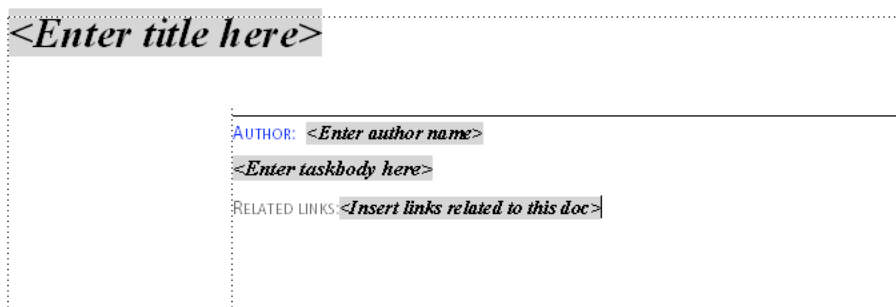 <Enter title here>
AUTHOR: <Enter author name>
<Enter taskbody here>
RELATED LINKS:<Insert links related to this doc>